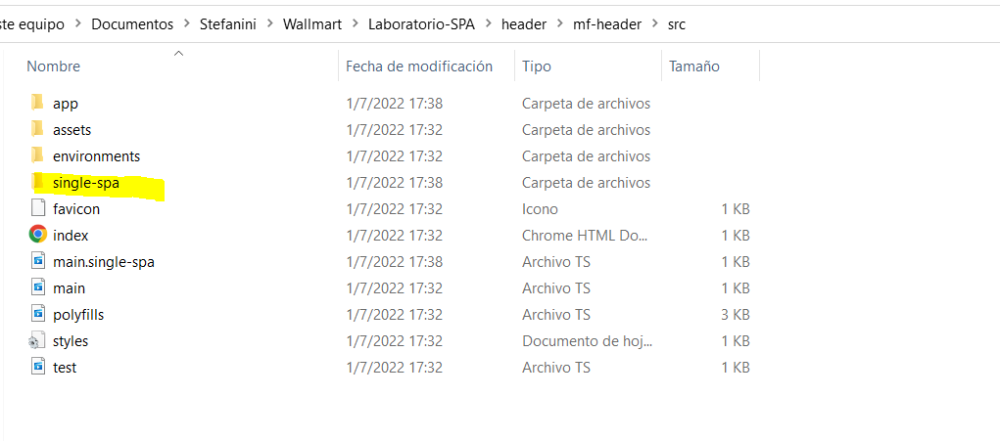 ste equipo > Documentos > Stefanini > Wallmart > Laboratorio-SPA > header > mf-header > src
Nombre Fecha de modificación Tipo Tamaño
app 1/7/2022 17:38 Carpeta de archivos
assets 1/7/2022 17:32 Carpeta de archivos
environments 1/7/2022 17:32 Carpeta de archivos
single-spa 1/7/2022 17:38 Carpeta de archivos
favicon 1/7/2022 17:32 Icono 1 KB
index 1/7/2022 17:32 Chrome HTML Do... 1 KB
main.single-spa 1/7/2022 17:38 Archivo TS 1 KB
main 1/7/2022 17:32 Archivo TS 1 KB
polyfills 1/7/2022 17:32 Archivo TS 3 KB
styles 1/7/2022 17:32 Documento de hoj... 1 KB
test 1/7/2022 17:32 Archivo TS 1 KB